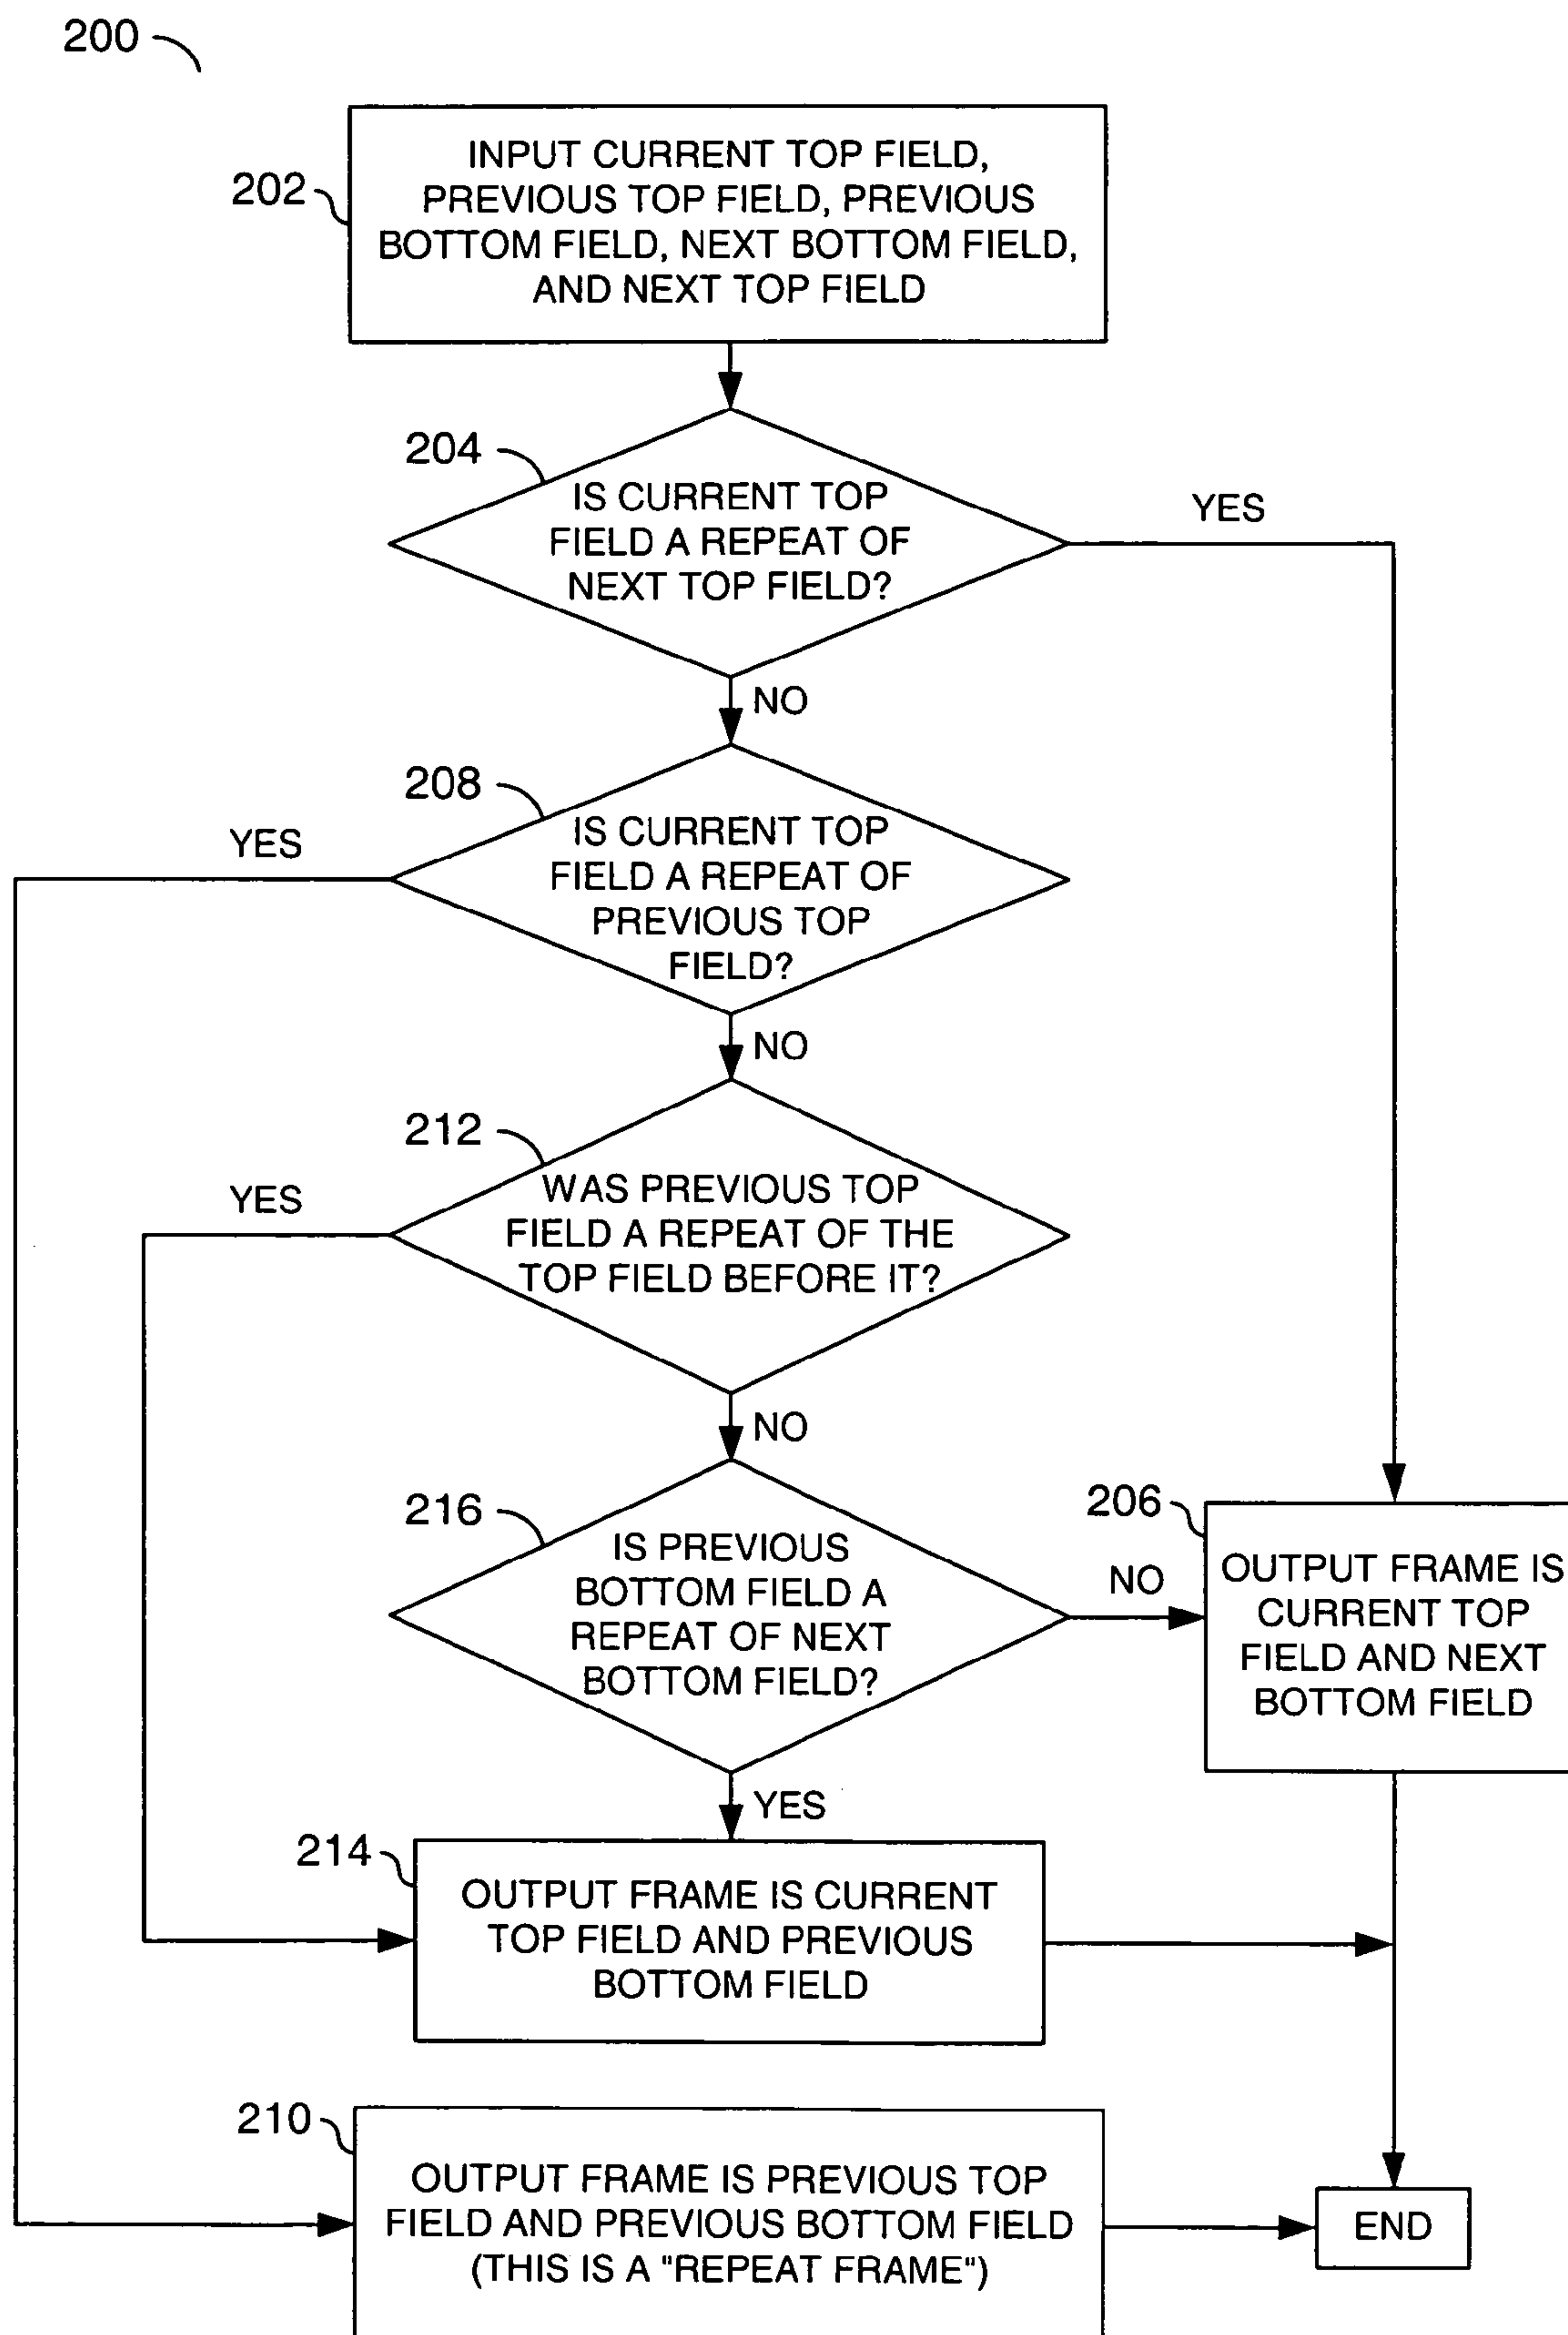 200
202
INPUT CURRENT TOP FIELD,
PREVIOUS TOP FIELD, PREVIOUS
BOTTOM FIELD, NEXT BOTTOM FIELD,
AND NEXT TOP FIELD
204
IS CURRENT TOP
FIELD A REPEAT OF
NEXT TOP FIELD?
YES
NO
208
IS CURRENT TOP
FIELD A REPEAT OF
PREVIOUS TOP
FIELD?
YES
NO
212
WAS PREVIOUS TOP
FIELD A REPEAT OF THE
TOP FIELD BEFORE IT?
YES
NO
216
IS PREVIOUS
BOTTOM FIELD A
REPEAT OF NEXT
BOTTOM FIELD?
NO
YES
206
OUTPUT FRAME IS
CURRENT TOP
FIELD AND NEXT
BOTTOM FIELD
214
OUTPUT FRAME IS CURRENT
TOP FIELD AND PREVIOUS
BOTTOM FIELD
210
OUTPUT FRAME IS PREVIOUS TOP
FIELD AND PREVIOUS BOTTOM FIELD
(THIS IS A "REPEAT FRAME")
END